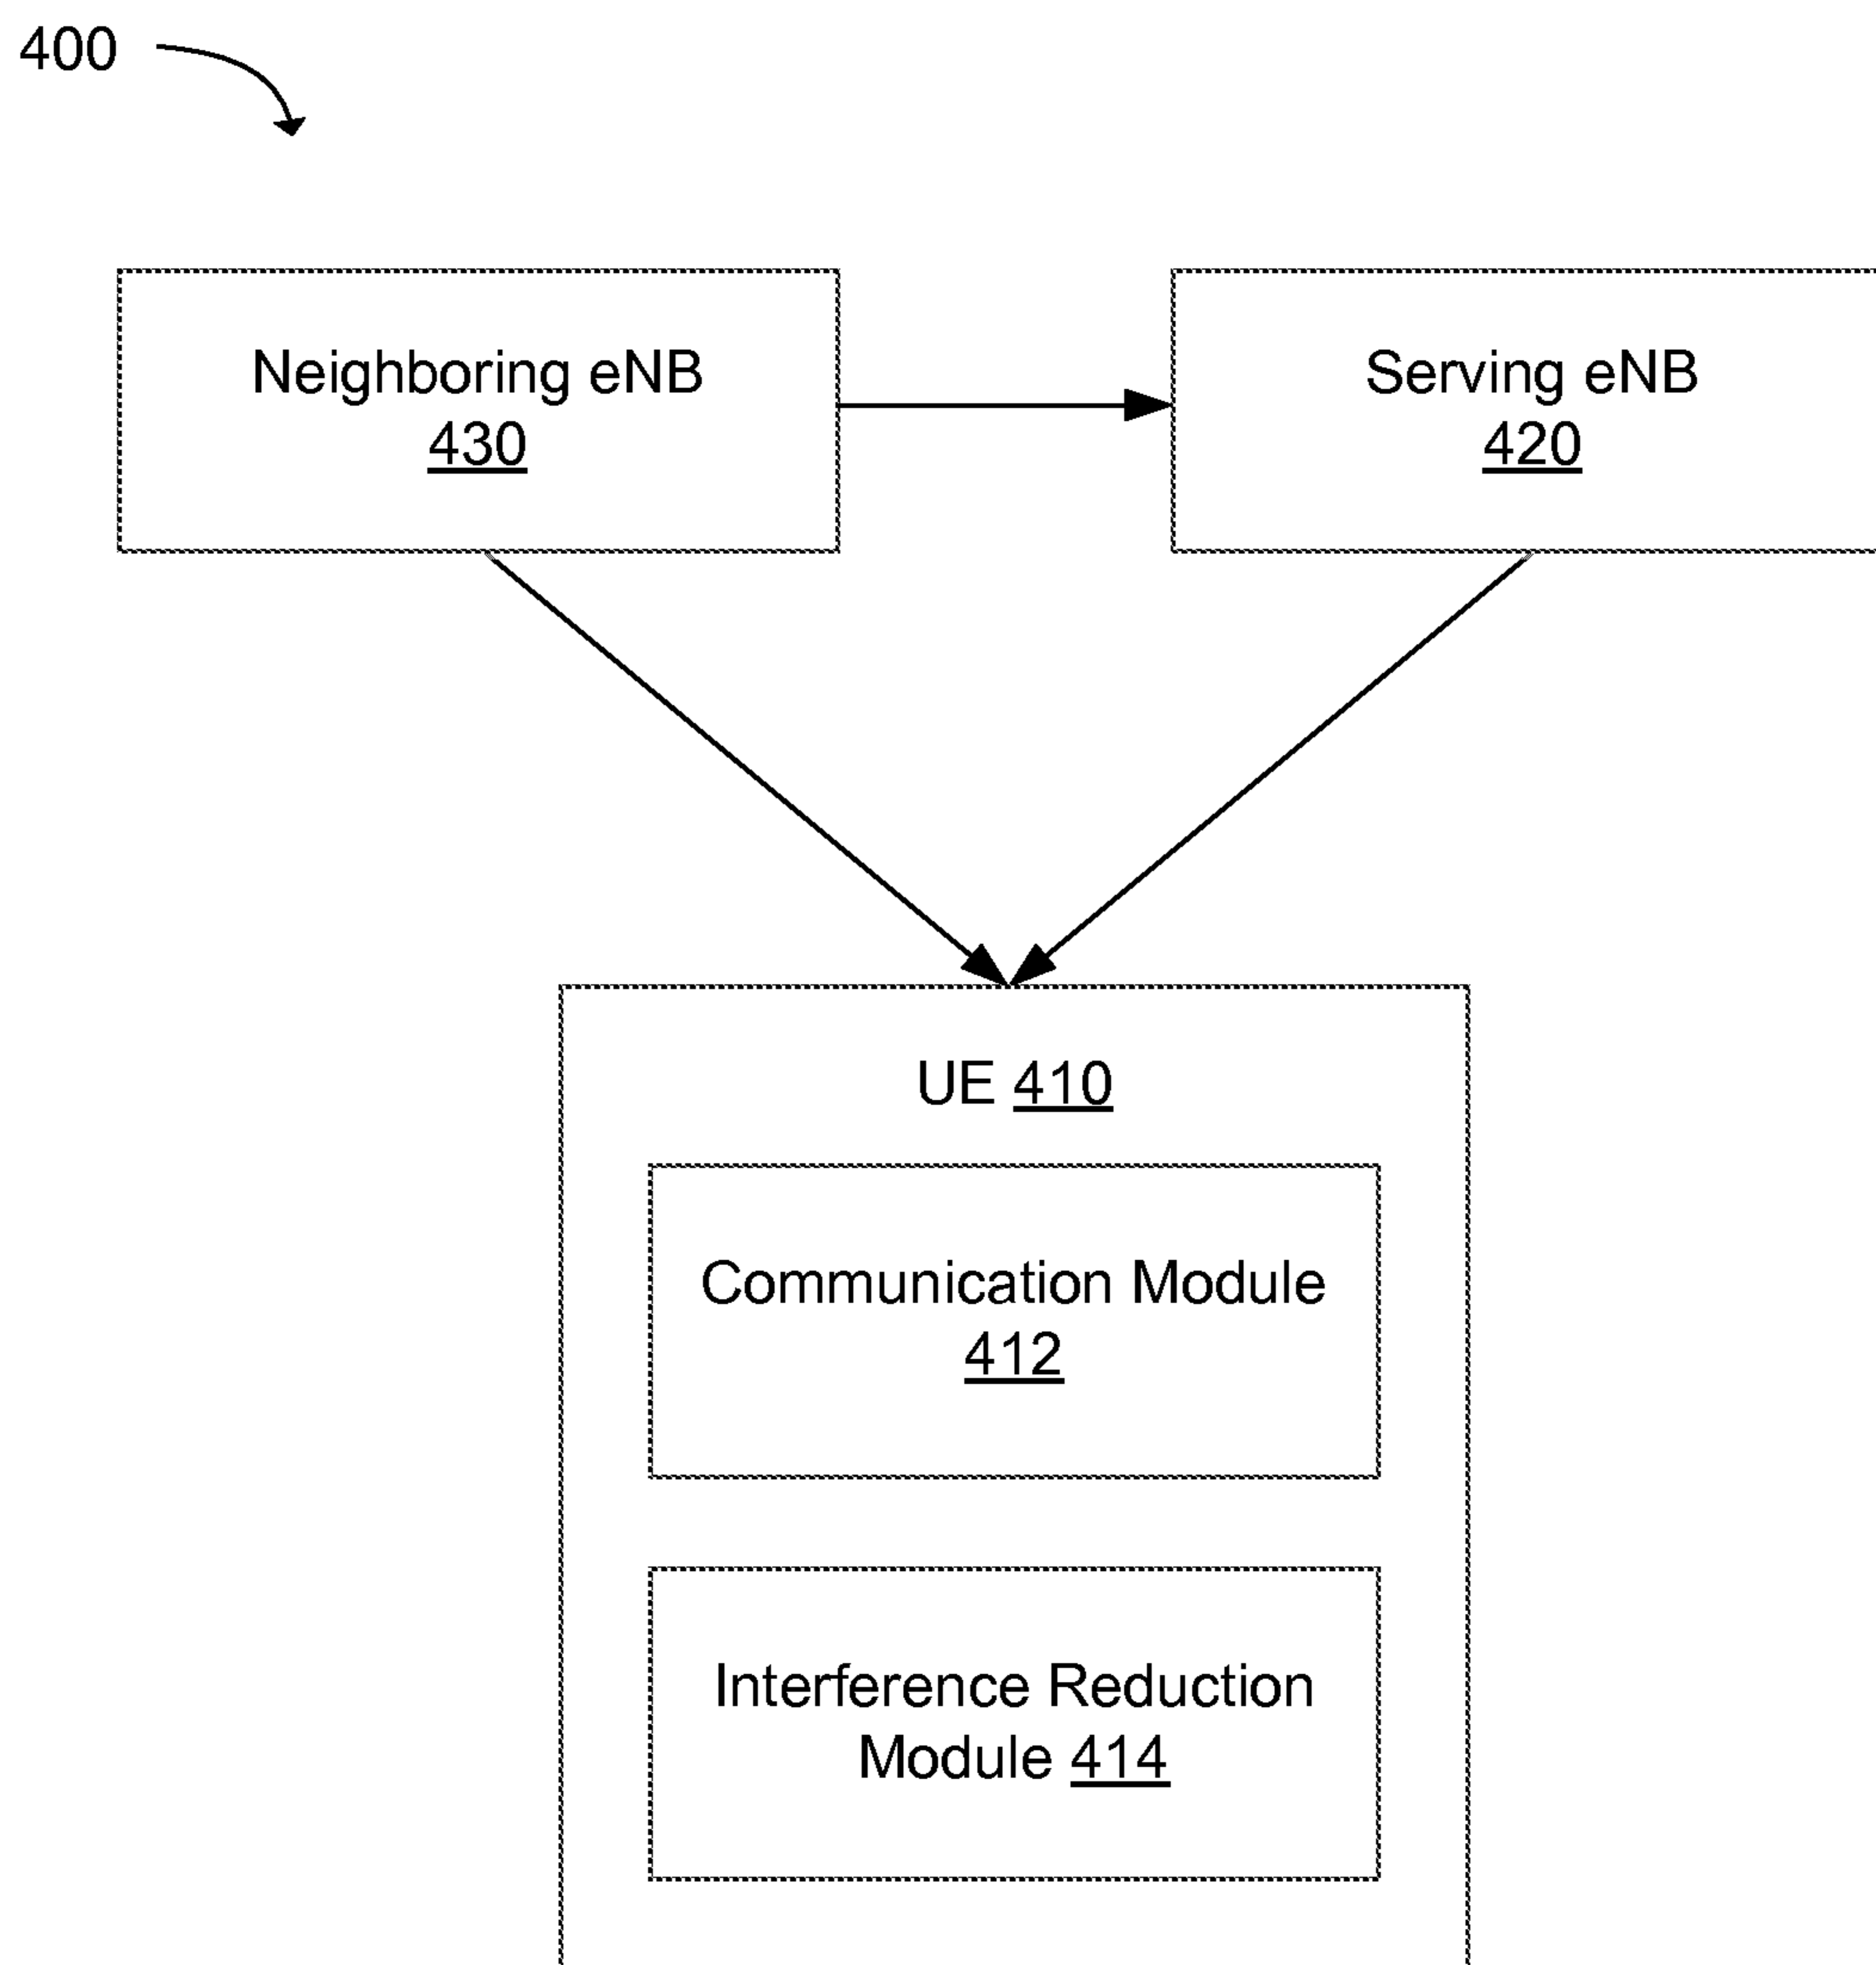 400
Neighboring eNB
430
Serving eNB
420
UE 410
Communication Module
412
Interference Reduction
Module 414